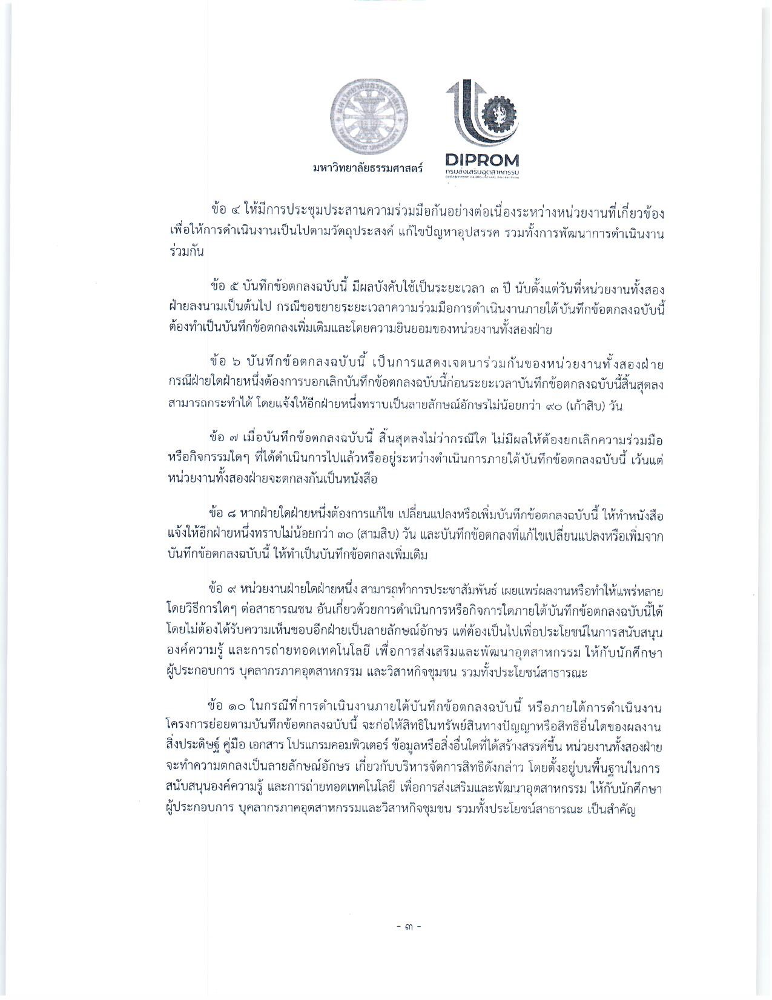 มหาวิทยาลัยธรรมศาสตร์
DIPROM
กรมส่งเสริมอุตสาหกรรม
DEPARTMENT OF INDUSTRIAL PROMOTION
ข้อ ๔ ให้มีการประชุมประสานความร่วมมือกันอย่างต่อเนื่องระหว่างหน่วยงานที่เกี่ยวข้อง
เพื่อให้การดำเนินงานเป็นไปตามวัตถุประสงค์ แก้ไขปัญหาอุปสรรค รวมทั้งการพัฒนาการดำเนินงาน
ร่วมกัน
ข้อ ๕ บันทึกข้อตกลงฉบับนี้ มีผลบังคับใช้เป็นระยะเวลา ๓ ปี นับตั้งแต่วันที่หน่วยงานทั้งสอง
ฝ่ายลงนามเป็นต้นไป กรณีขอขยายระยะเวลาความร่วมมือการดำเนินงานภายใต้บันทึกข้อตกลงฉบับนี้
ต้องทำเป็นบันทึกข้อตกลงเพิ่มเติมและโดยความยินยอมของหน่วยงานทั้งสองฝ่าย
ข้อ ๖ บันทึกข้อตกลงฉบับนี้ เป็นการแสดงเจตนาร่วมกันของหน่วยงานทั้งสองฝ่าย
กรณีฝ่ายใดฝ่ายหนึ่งต้องการบอกเลิกบันทึกข้อตกลงฉบับนี้ก่อนระยะเวลาบันทึกข้อตกลงฉบับนี้สิ้นสุดลง
สามารถกระทำได้ โดยแจ้งให้อีกฝ่ายหนึ่งทราบเป็นลายลักษณ์อักษรไม่น้อยกว่า ๙๐ (เก้าสิบ) วัน
ข้อ ๗ เมื่อบันทึกข้อตกลงฉบับนี้ สิ้นสุดลงไม่ว่ากรณีใด ไม่มีผลให้ต้องยกเลิกความร่วมมือ
หรือกิจกรรมใดๆ ที่ได้ดำเนินการไปแล้วหรืออยู่ระหว่างดำเนินการภายใต้บันทึกข้อตกลงฉบับนี้ เว้นแต่
หน่วยงานทั้งสองฝ่ายจะตกลงกันเป็นหนังสือ
ข้อ ๘ หากฝ่ายใดฝ่ายหนึ่งต้องการแก้ไข เปลี่ยนแปลงหรือเพิ่มบันทึกข้อตกลงฉบับนี้ ให้ทำหนังสือ
แจ้งให้อีกฝ่ายหนึ่งทราบไม่น้อยกว่า ๓๐ (สามสิบ) วัน และบันทึกข้อตกลงที่แก้ไขเปลี่ยนแปลงหรือเพิ่มจาก
บันทึกข้อตกลงฉบับนี้ ให้ทำเป็นบันทึกข้อตกลงเพิ่มเติม
ข้อ ๙ หน่วยงานฝ่ายใดฝ่ายหนึ่ง สามารถทำการประชาสัมพันธ์ เผยแพร่ผลงานหรือทำให้แพร่หลาย
โดยวิธีการใดๆ ต่อสาธารณชน อันเกี่ยวด้วยการดำเนินการหรือกิจการใดภายใต้บันทึกข้อตกลงฉบับนี้ได้
โดยไม่ต้องได้รับความเห็นชอบอีกฝ่ายเป็นลายลักษณ์อักษร แต่ต้องเป็นไปเพื่อประโยชน์ในการสนับสนุน
องค์ความรู้ และการถ่ายทอดเทคโนโลยี เพื่อการส่งเสริมและพัฒนาอุตสาหกรรม ให้กับนักศึกษา
ผู้ประกอบการ บุคลากรภาคอุตสาหกรรม และวิสาหกิจชุมชน รวมทั้งประโยชน์สาธารณะ
ข้อ ๑๐ ในกรณีที่การดำเนินงานภายใต้บันทึกข้อตกลงฉบับนี้ หรือภายใต้การดำเนินงาน
โครงการย่อยตามบันทึกข้อตกลงฉบับนี้ จะก่อให้สิทธิในทรัพย์สินทางปัญญาหรือสิทธิอื่นใดของผลงาน
สิ่งประดิษฐ์ คู่มือ เอกสาร โปรแกรมคอมพิวเตอร์ ข้อมูลหรือสิ่งอื่นใดที่ได้สร้างสรรค์ขึ้น หน่วยงานทั้งสองฝ่าย
จะทำความตกลงเป็นลายลักษณ์อักษร เกี่ยวกับบริหารจัดการสิทธิดังกล่าว โดยตั้งอยู่บนพื้นฐานในการ
สนับสนุนองค์ความรู้ และการถ่ายทอดเทคโนโลยี เพื่อการส่งเสริมและพัฒนาอุตสาหกรรม ให้กับนักศึกษา
ผู้ประกอบการ บุคลากรภาคอุตสาหกรรมและวิสาหกิจชุมชน รวมทั้งประโยชน์สาธารณะ เป็นสำคัญ
- ๓ -